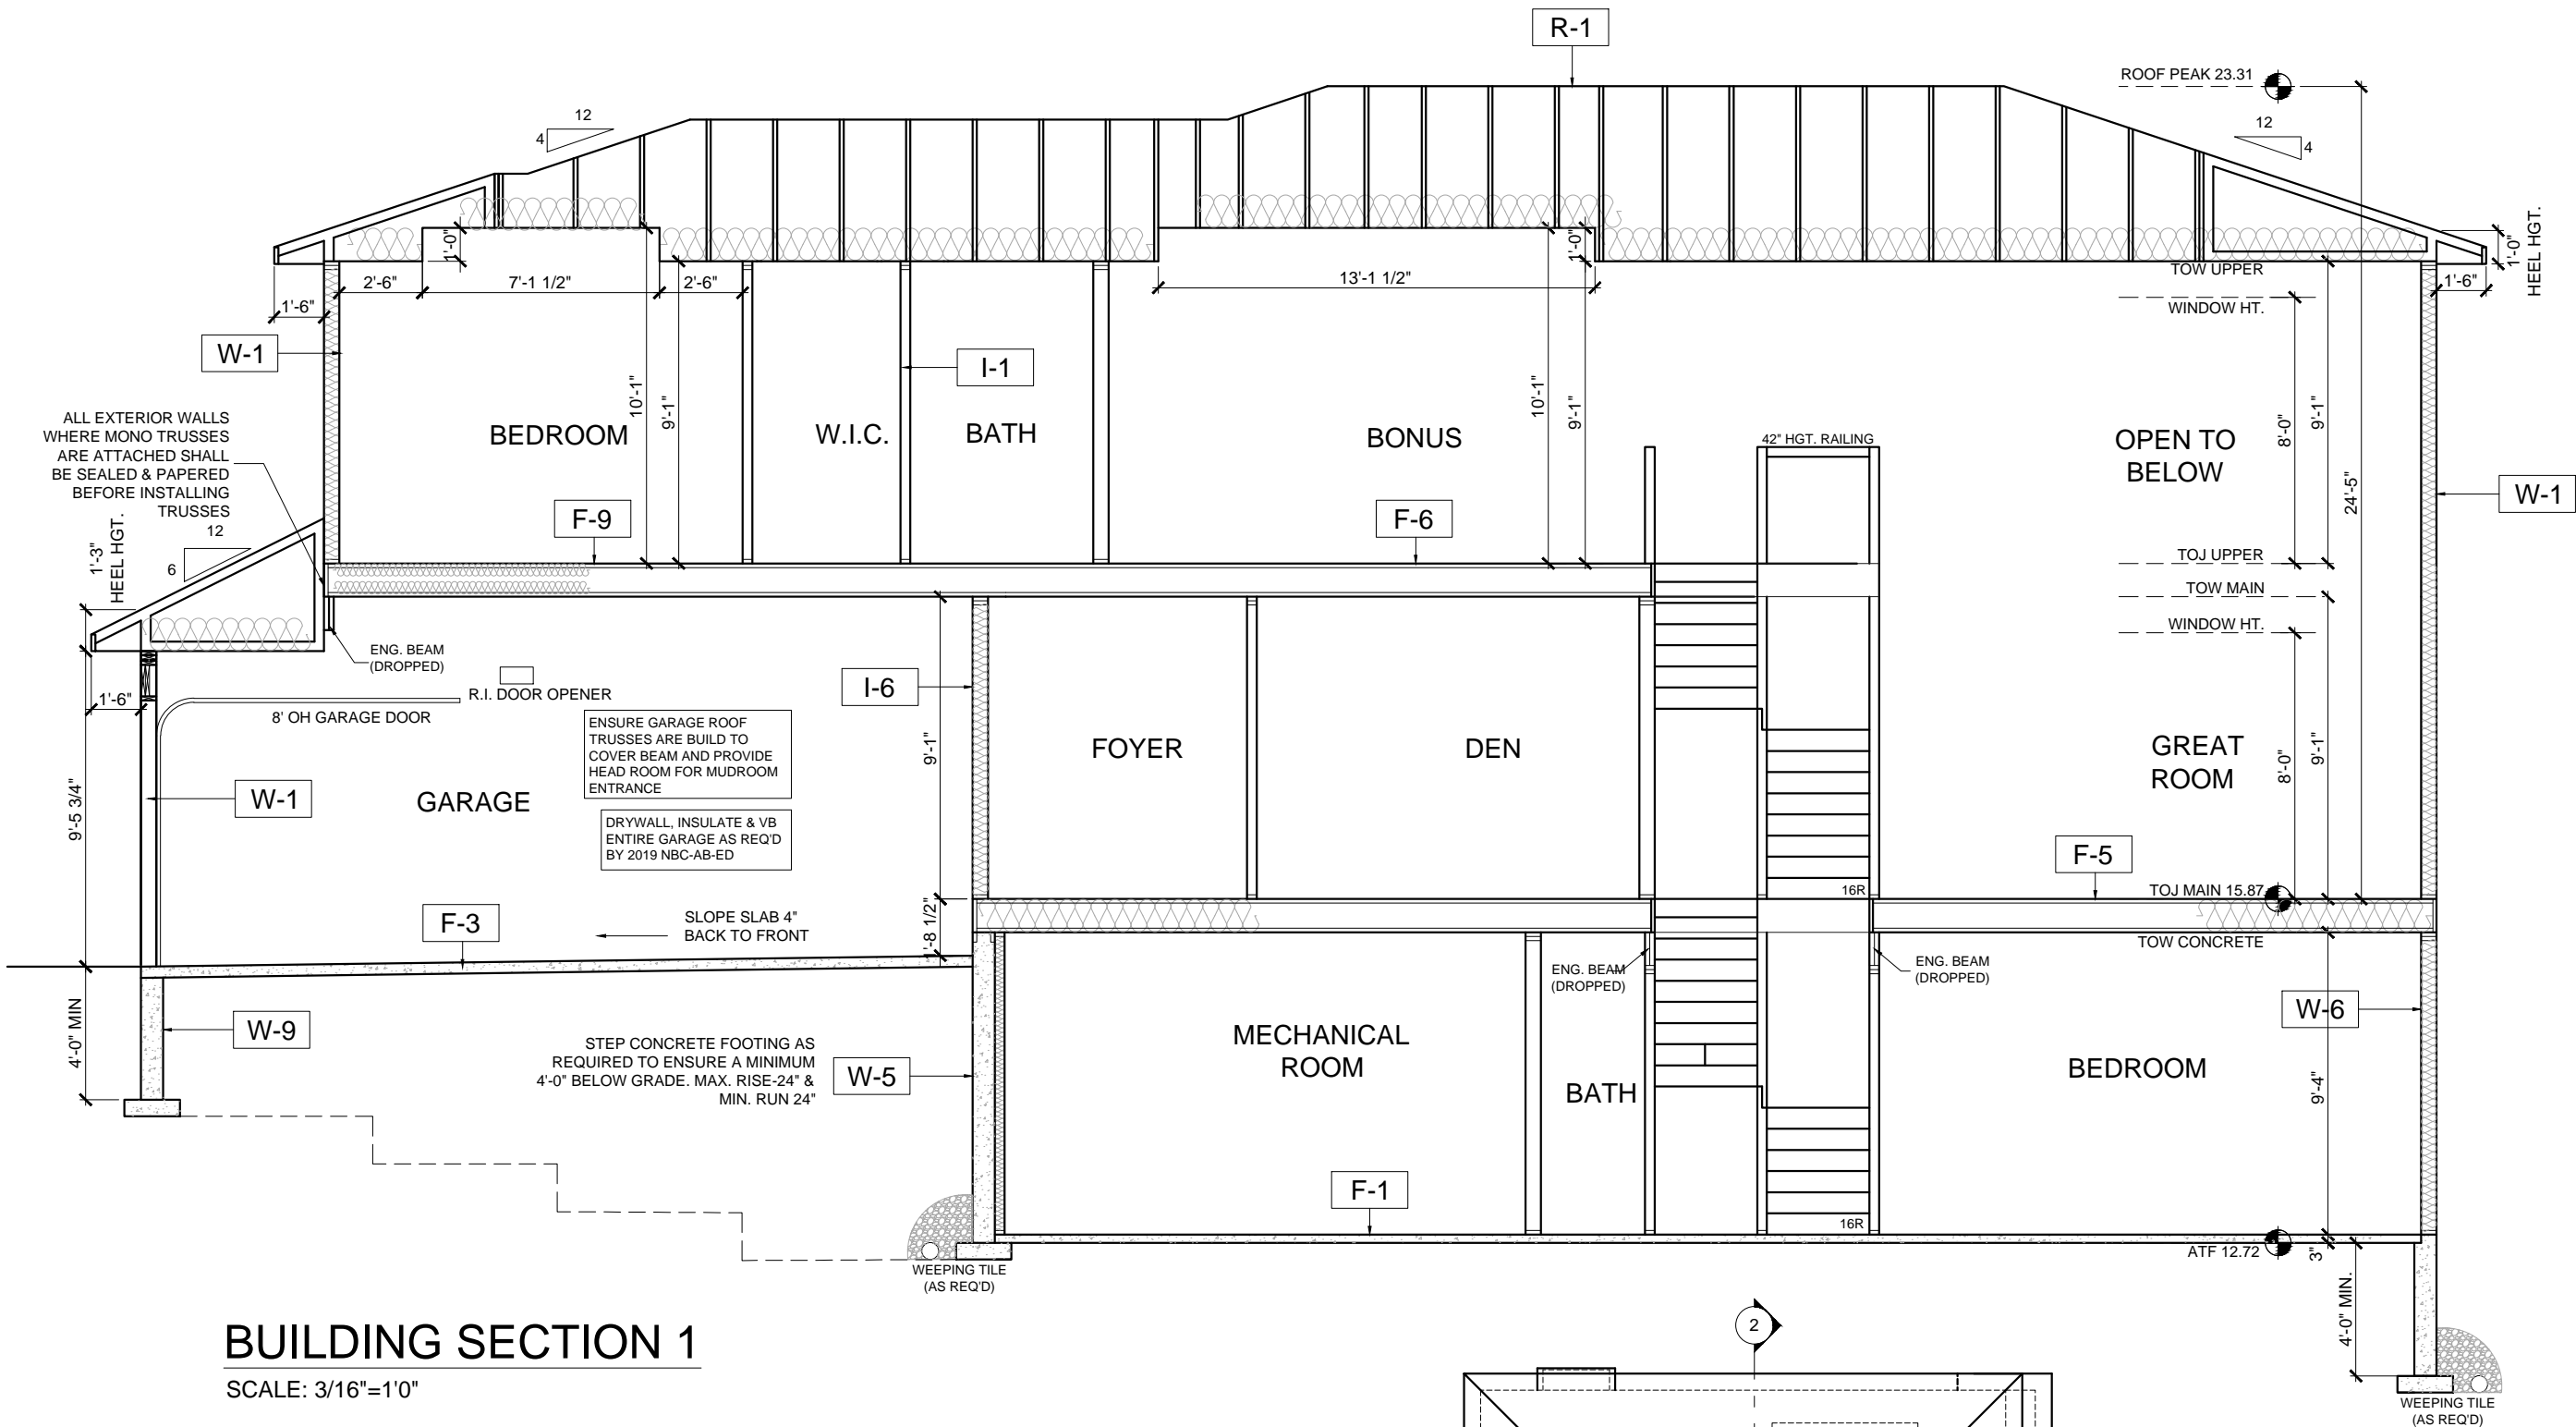 R-1
ROOF PEAK 23.31
12
4
12
4
1'-0"
1'-0"
1'-0"
HEEL HGT.
2'-6"
7'-1 1/2"
2'-6"
13'-1 1/2"
TOW UPPER
1'-6"
1'-6"
WINDOW HT.
W-1
I-1
10'-1"
9'-1"
10'-1"
9'-1"
8'-0"
9'-1"
24'-5"
ALL EXTERIOR WALLS
WHERE MONO TRUSSES
ARE ATTACHED SHALL
BE SEALED & PAPERED
BEFORE INSTALLING
TRUSSES
BEDROOM
W.I.C.
BATH
BONUS
42" HGT. RAILING
OPEN TO
BELOW
W-1
F-9
F-6
12
6
1'-3"
HEEL HGT.
TOJ UPPER
TOW MAIN
WINDOW HT.
ENG. BEAM
(DROPPED)
R.I. DOOR OPENER
1'-6"
8' OH GARAGE DOOR
I-6
ENSURE GARAGE ROOF
TRUSSES ARE BUILD TO
COVER BEAM AND PROVIDE
HEAD ROOM FOR MUDROOM
ENTRANCE
9'-1"
FOYER
DEN
GREAT
ROOM
8'-0"
9'-1"
9'-5 3/4"
W-1
GARAGE
DRYWALL, INSULATE & VB
ENTIRE GARAGE AS REQ'D
BY 2019 NBC-AB-ED
F-5
16R
TOJ MAIN 15.87
F-3
SLOPE SLAB 4"
BACK TO FRONT
1'-8 1/2"
TOW CONCRETE
ENG. BEAM
(DROPPED)
ENG. BEAM
(DROPPED)
4'-0" MIN
W-9
W-6
STEP CONCRETE FOOTING AS
REQUIRED TO ENSURE A MINIMUM
4'-0" BELOW GRADE. MAX. RISE-24" &
MIN. RUN 24"
W-5
MECHANICAL
ROOM
BATH
BEDROOM
9'-4"
F-1
16R
ATF 12.72
3"
WEEPING TILE
(AS REQ'D)
4'-0" MIN.
BUILDING SECTION 1
SCALE: 3/16"=1'0"
2
WEEPING TILE
(AS REQ'D)